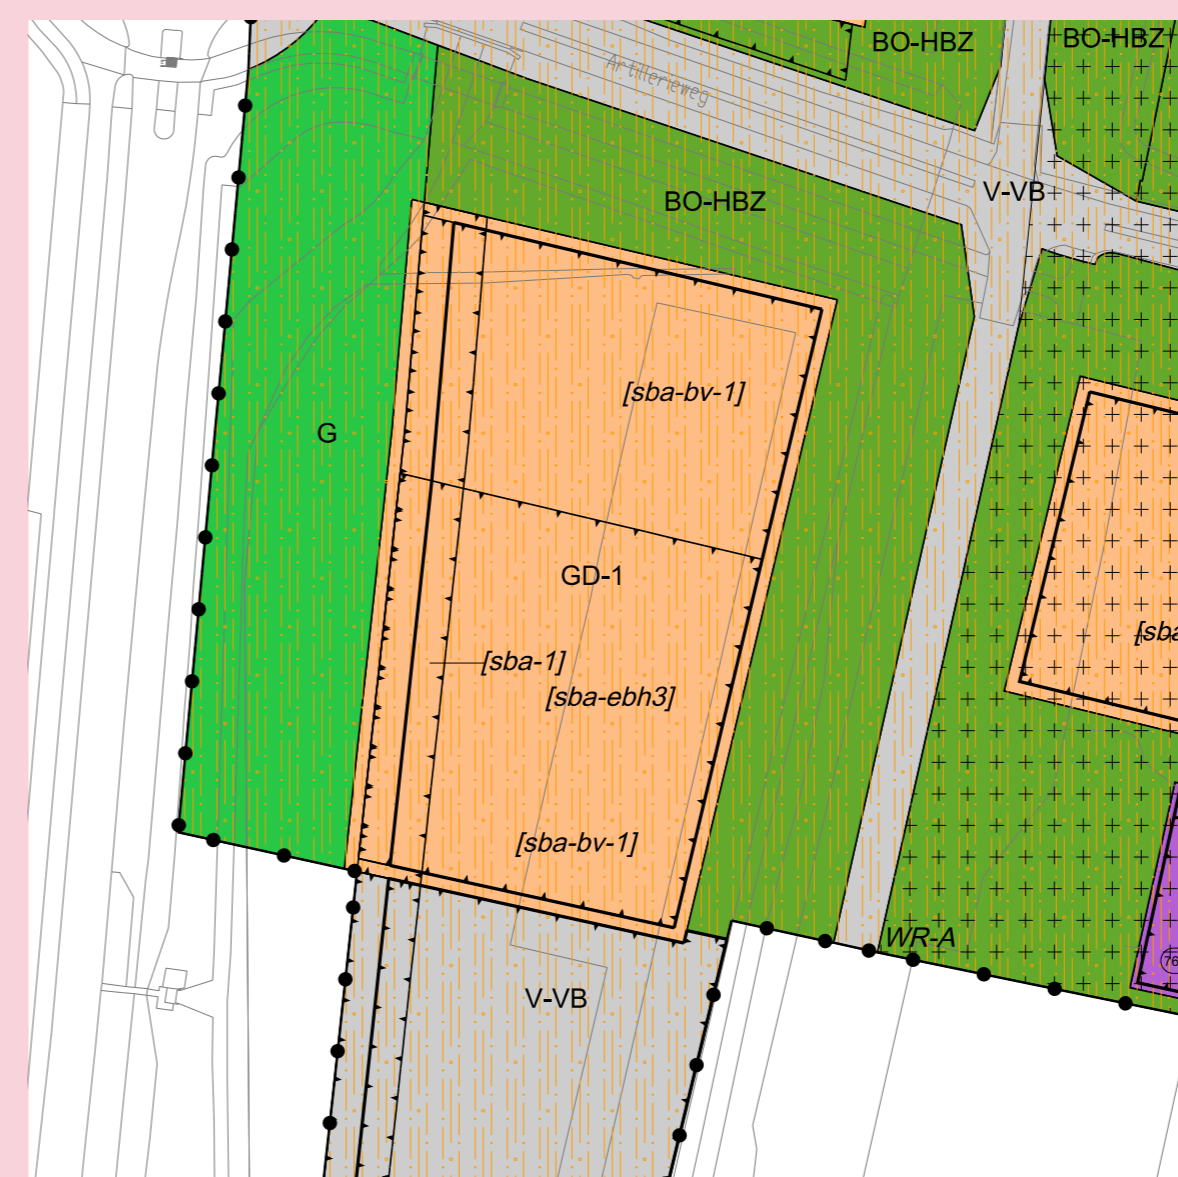 BO-HBZ
BO-HBZ
Artillerieweg
V-VB
BO-HBZ
[sba-bv-1]
G
GD-1
[sba
[sba-1]
[sba-ebh3]
[sba-bv-1]
WR-A
76
V-VB